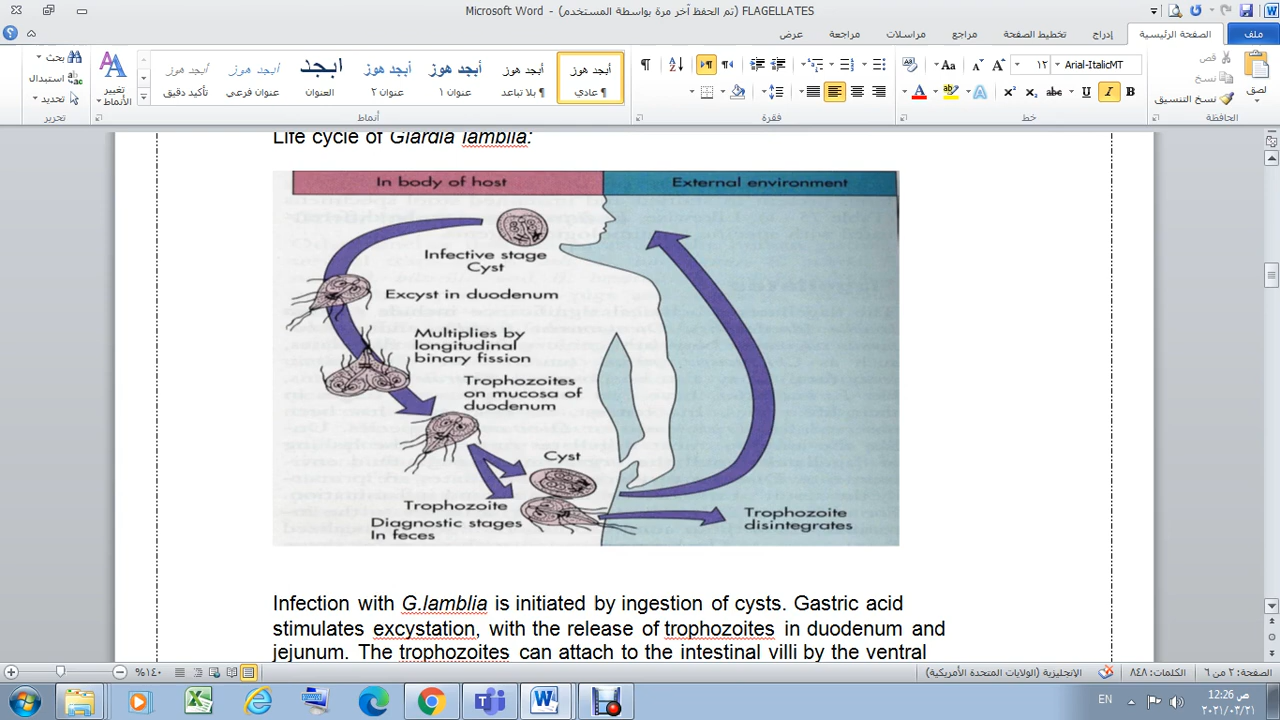 FLAGELLATES (تم الحفظ آخر مرة بواسطة المستخدم) - Microsoft Word
ملف
الصفحة الرئيسية
إدراج
تخطيط الصفحة
مراجع
مراسلات
مراجعة
عرض
قص
نسخ
نسخ التنسيق
لصق
الحافظة
Arial-ItalicMT
١٢
خط
فقرة
أبجد هوز
¶ عادي
أبجد هوز
¶ بلا تباعد
أبجد هوز
عنوان ١
أبجد هوز
عنوان ٢
ابجد
العنوان
أبجد هوز
عنوان فرعي
أبجد هوز
تأكيد دقيق
أنماط
تغيير
الأنماط
بحث
استبدال
تحديد
تحرير
Life cycle of Giardia lamblia:
In body of host
External environment
Infective stage
Cyst
Excyst in duodenum
Multiplies by
longitudinal
binary fission
Trophozoites
on mucosa of
duodenum
Cyst
Trophozoite
Diagnostic stages
In feces
Trophozoite
disintegrates
Infection with G.lamblia is initiated by ingestion of cysts. Gastric acid
stimulates excystation, with the release of trophozoites in duodenum and
jejunum. The trophozoites can attach to the intestinal villi by the ventral
الصفحة: ٢ من ٦
الكلمات: ٨٤٨
الإنجليزية (الولايات المتحدة الأمريكية)
%١٤٠
EN
12:26 ص
٢٠٢١/٠٣/٢١